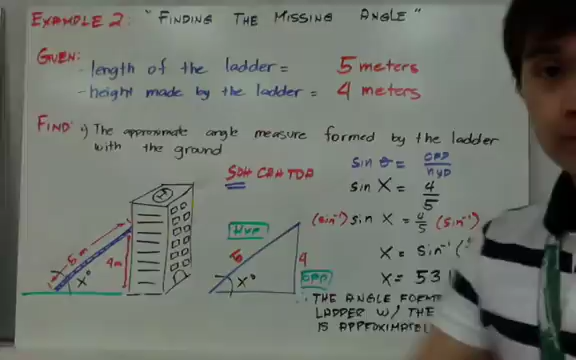 EXAMPLE 2: "FINDING THE MISSING ANGLE"
GIVEN:
- length of the ladder = 5 meters
- height made by the ladder = 4 meters
FIND: 1) The approximate angle measure formed by the ladder
with the ground
SOH CAH TOA
sin θ = OPP/HYP
sin X = 4/5
(sin⁻¹) sin X = 4/5 (sin⁻¹)
X = sin⁻¹(
X = 53
∴ THE ANGLE FORME
LADDER W/ THE
IS APPROXIMATEL
5 m
4m
X°
HYP
5
4
X°
OPP